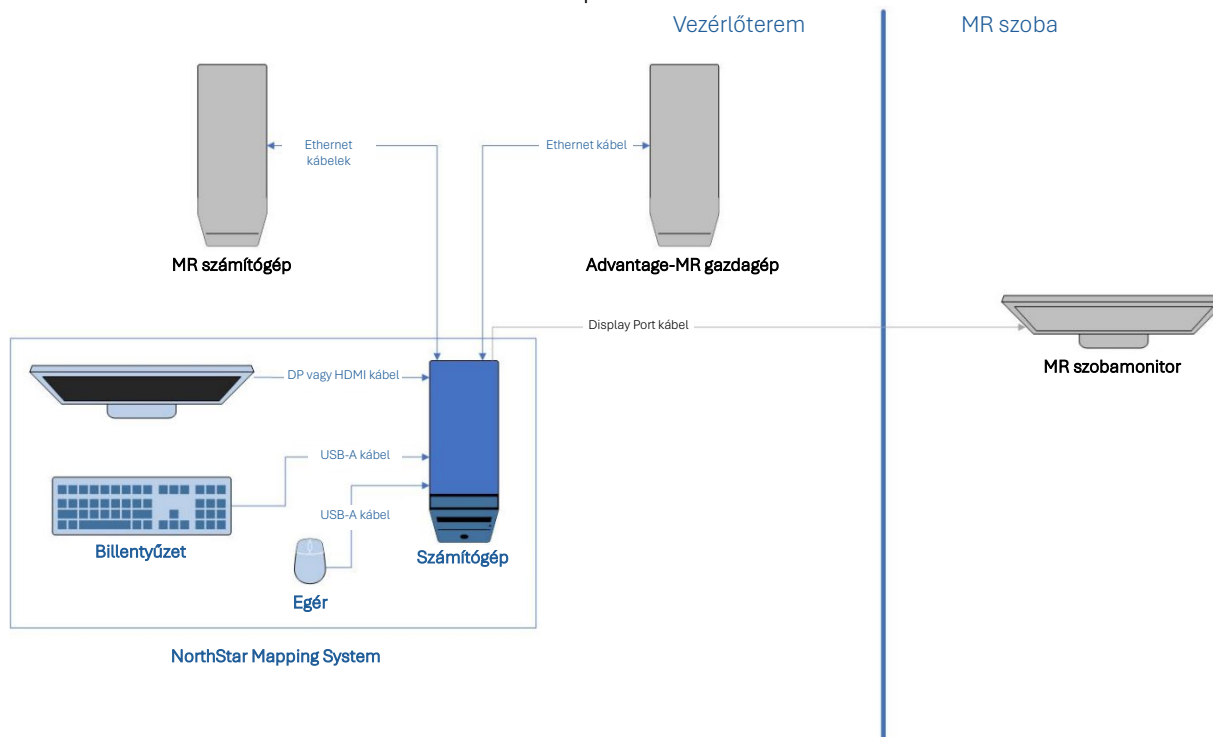 Vezérlőterem
MR szoba
Ethernet
kábelek
Ethernet kábel
MR számítógép
Advantage-MR gazdagép
Display Port kábel
MR szobamonitor
DP vagy HDMI kábel
USB-A kábel
USB-A kábel
Billentyűzet
Számítógép
Egér
NorthStar Mapping System